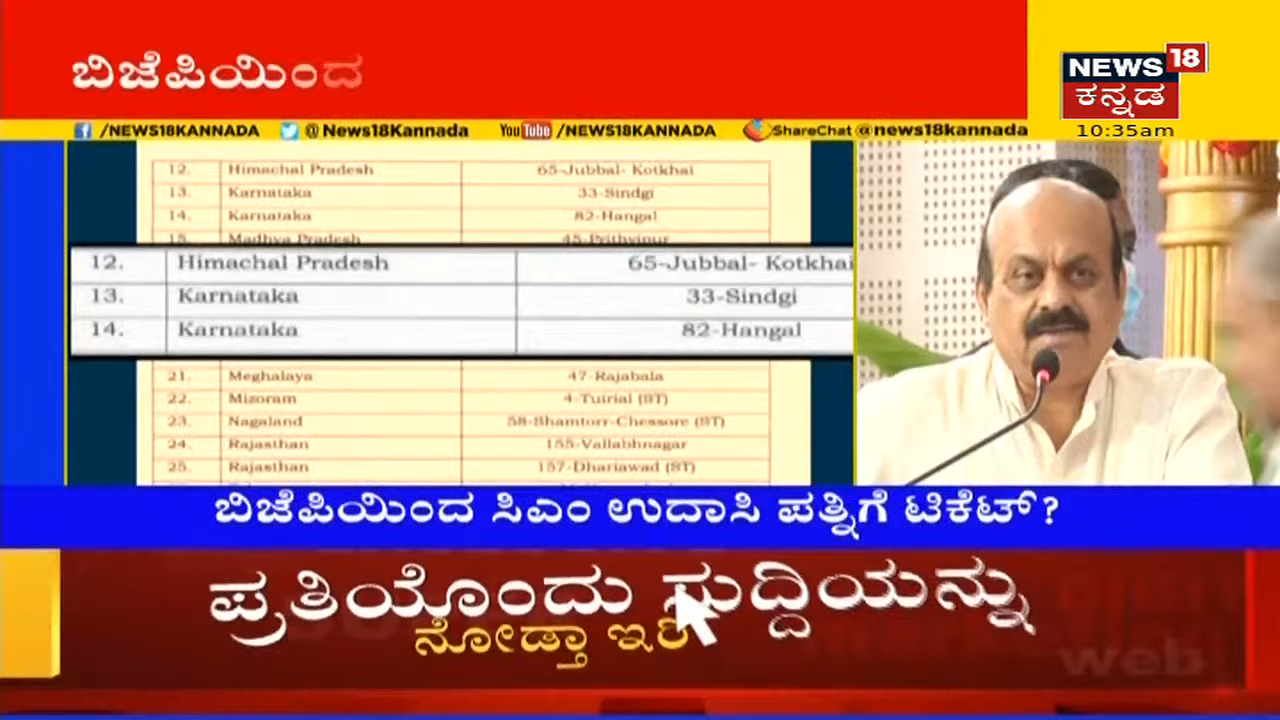 ಬಿಜೆಪಿಯಿಂದ
NEWS 18
ಕನ್ನಡ
/NEWS18KANNADA @News18Kannada YouTube /NEWS18KANNADA ShareChat @news18kannada
10:35am
12. Himachal Pradesh 65-Jubbal- Kotkhai
13. Karnataka 33-Sindgi
14. Karnataka 82-Hangal
15. Madhya Pradesh 45-Prithvipur
12. Himachal Pradesh 65-Jubbal- Kotkhai
13. Karnataka 33-Sindgi
14. Karnataka 82-Hangal
21. Meghalaya 47-Rajabala
22. Mizoram 4-Tuirial (ST)
23. Nagaland 58-Shamtorr-Chessore (ST)
24. Rajasthan 155-Vallabhnagar
25. Rajasthan 157-Dhariawad (ST)
ಬಿಜೆಪಿಯಿಂದ ಸಿಎಂ ಉದಾಸಿ ಪತ್ನಿಗೆ ಟಿಕೆಟ್?
ಪ್ರತಿಯೊಂದು ಸುದ್ದಿಯನ್ನು
ನೋಡ್ತಾ ಇರಿ
web